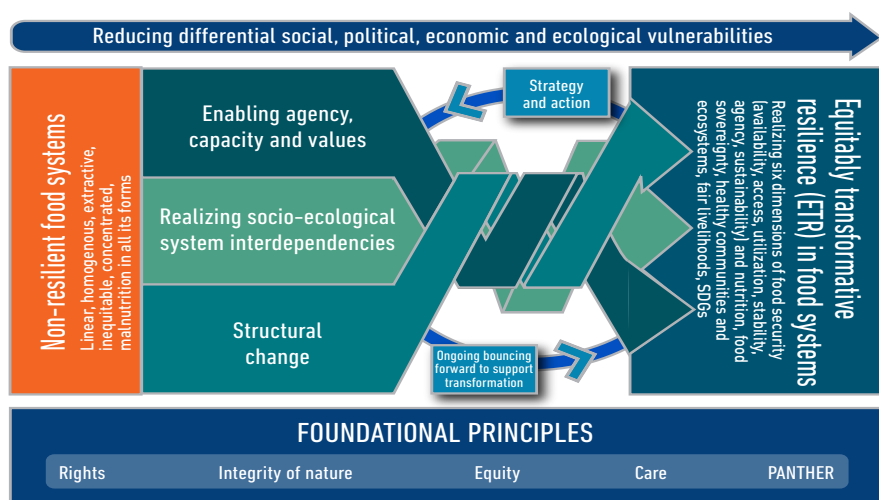 Reducing differential social, political, economic and ecological vulnerabilities
Non-resilient food systems
Linear, homogenous, extractive,
inequitable, concentrated,
malnutrition in all its forms
Enabling agency,
capacity and values
Realizing socio-ecological
system interdependencies
Structural
change
Strategy
and action
Ongoing bouncing
forward to support
transformation
Equitably transformative
resilience (ETR) in food systems
Realizing six dimensions of food security
(availability, access, utilization, stability,
agency, sustainability) and nutrition, food
sovereignty, healthy communities and
ecosystems, fair livelihoods, SDGs
FOUNDATIONAL PRINCIPLES
Rights Integrity of nature Equity Care PANTHER